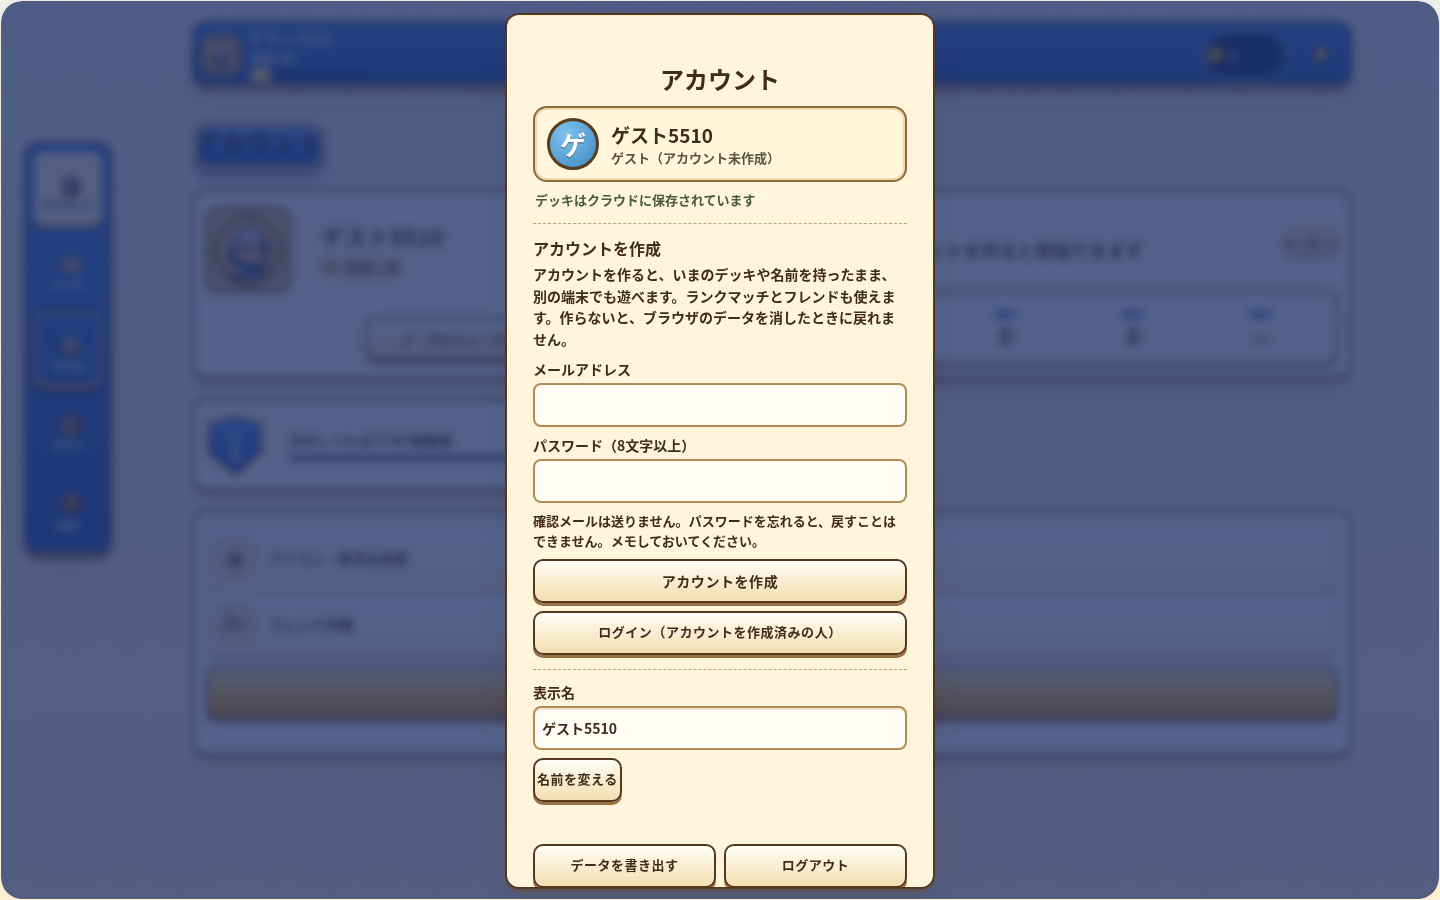 アカウント
ゲ
ゲスト5510
ゲスト（アカウント未作成）
デッキはクラウドに保存されています
アカウントを作成
アカウントを作ると、いまのデッキや名前を持ったまま、
別の端末でも遊べます。ランクマッチとフレンドも使えま
す。作らないと、ブラウザのデータを消したときに戻れま
せん。
メールアドレス
パスワード（8文字以上）
確認メールは送りません。パスワードを忘れると、戻すことは
できません。メモしておいてください。
アカウントを作成
ログイン（アカウントを作成済みの人）
表示名
ゲスト5510
名前を変える
データを書き出す
ログアウト
アカウント
ゲスト5510